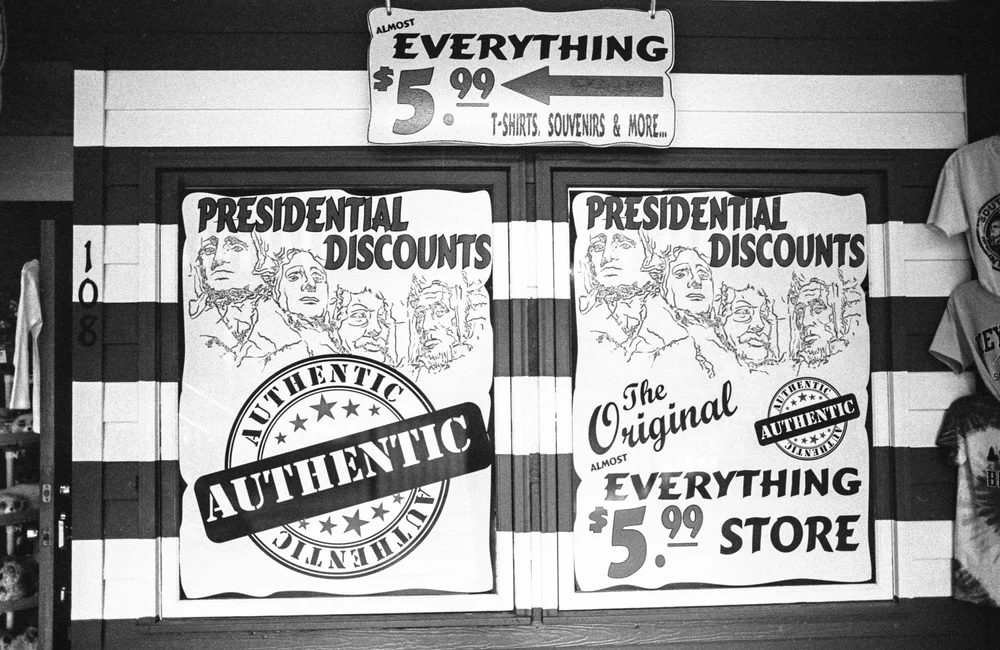 ALMOST
EVERYTHING
$5.99
T-SHIRTS, SOUVENIRS & MORE...
108
PRESIDENTIAL
DISCOUNTS
AUTHENTIC
AUTHENTIC
AUTHENTIC
PRESIDENTIAL
DISCOUNTS
The
Original
AUTHENTIC
AUTHENTIC
AUTHENTIC
ALMOST
EVERYTHING
$5.99 STORE